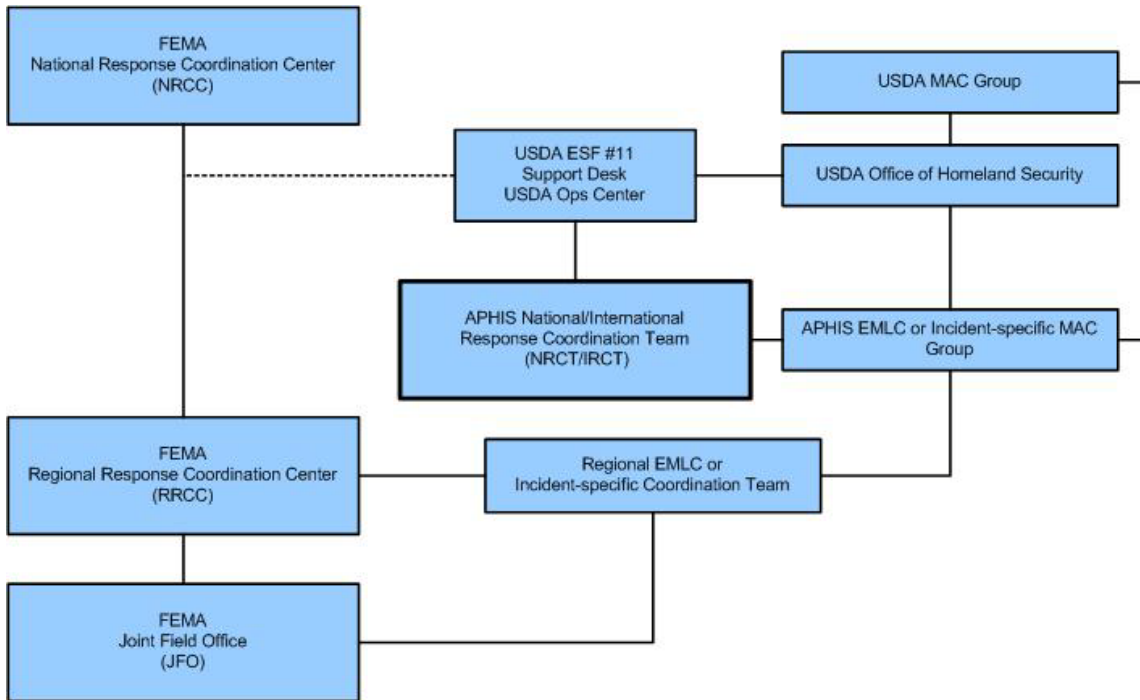 FEMA
National Response Coordination Center
(NRCC)
USDA MAC Group
USDA ESF #11
Support Desk
USDA Ops Center
USDA Office of Homeland Security
APHIS National/International
Response Coordination Team
(NRCT/IRCT)
APHIS EMLC or Incident-specific MAC
Group
FEMA
Regional Response Coordination Center
(RRCC)
Regional EMLC or
Incident-specific Coordination Team
FEMA
Joint Field Office
(JFO)